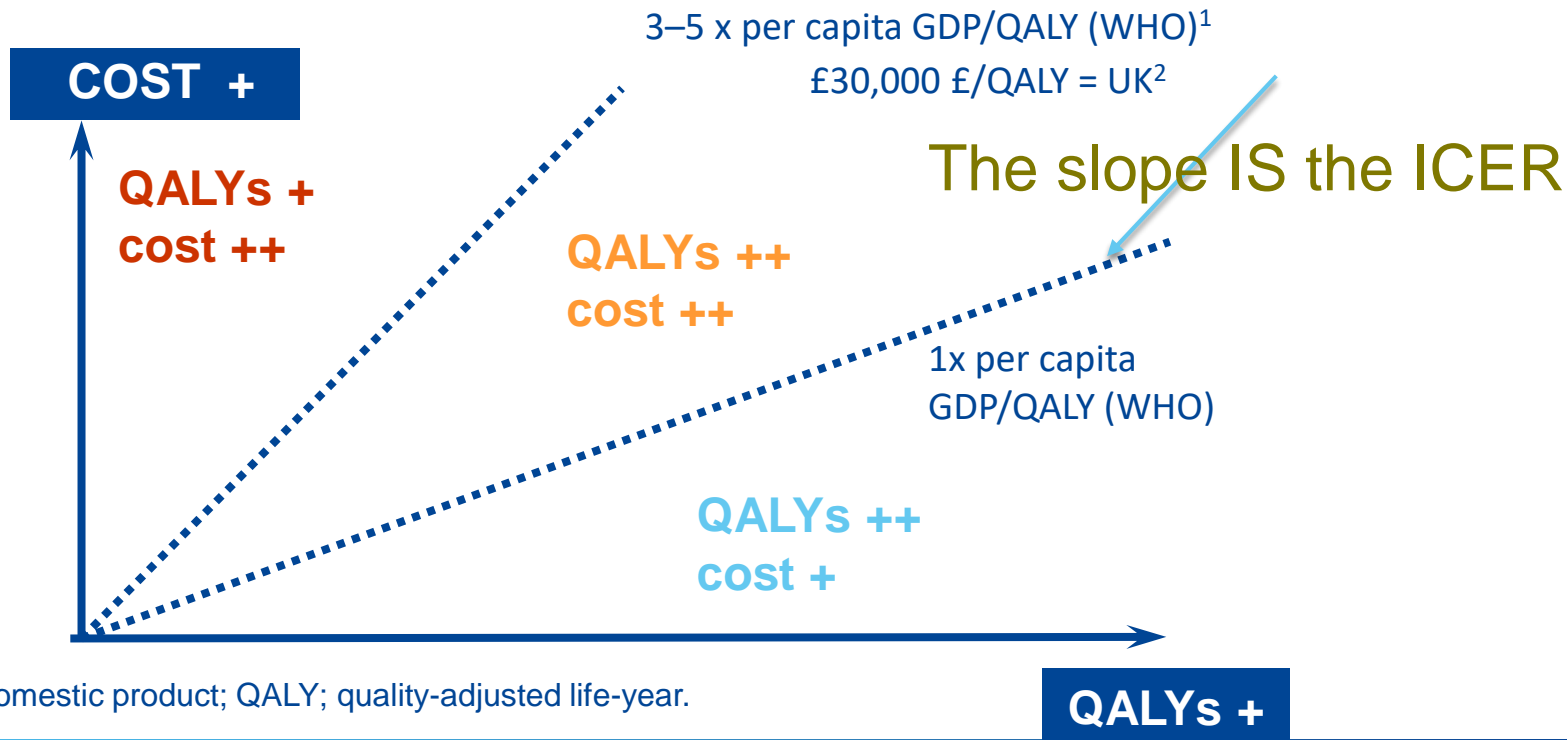 3–5 x per capita GDP/QALY (WHO)1
£30,000 £/QALY = UK2
COST +
The slope IS the ICER
QALYs +
cost ++
QALYs ++
cost ++
1x per capita
GDP/QALY (WHO)
QALYs ++
cost +
omestic product; QALY; quality-adjusted life-year.
QALYs +